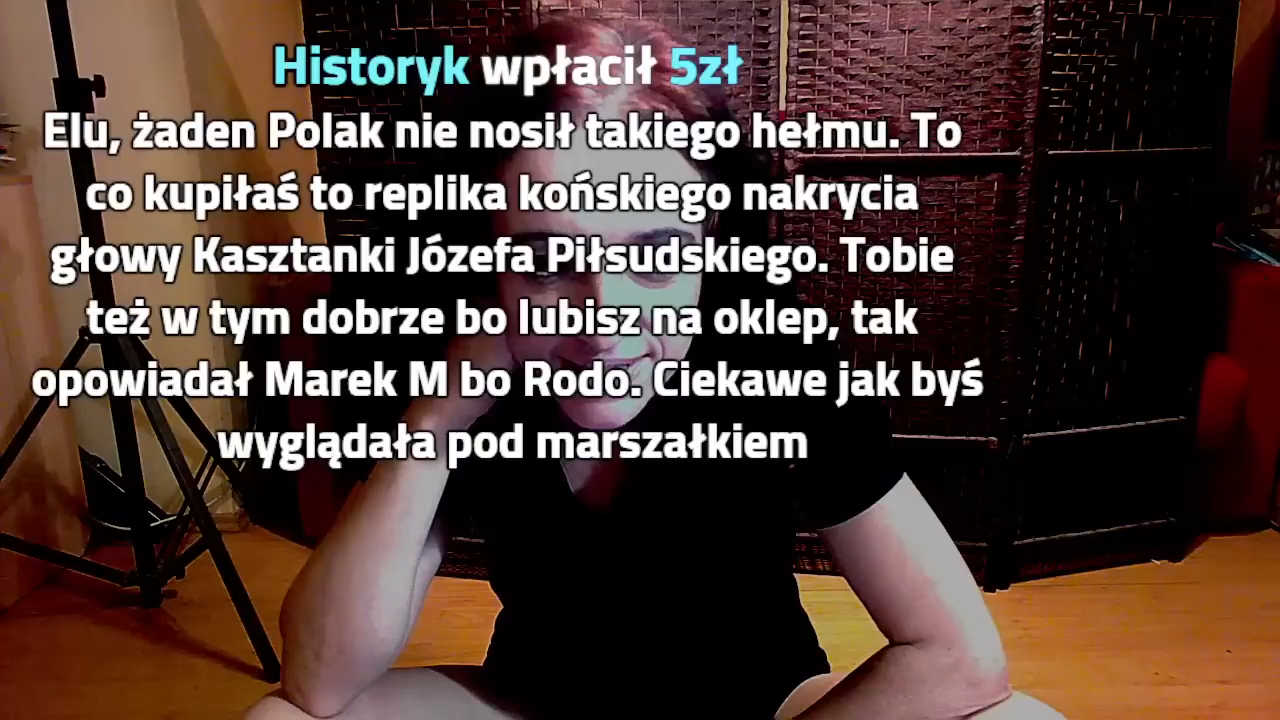 Historyk wpłacił 5zł
Elu, żaden Polak nie nosił takiego hełmu. To
co kupiłaś to replika końskiego nakrycia
głowy Kasztanki Józefa Piłsudskiego. Tobie
też w tym dobrze bo lubisz na oklep, tak
opowiadał Marek M bo Rodo. Ciekawe jak byś
wyglądała pod marszałkiem